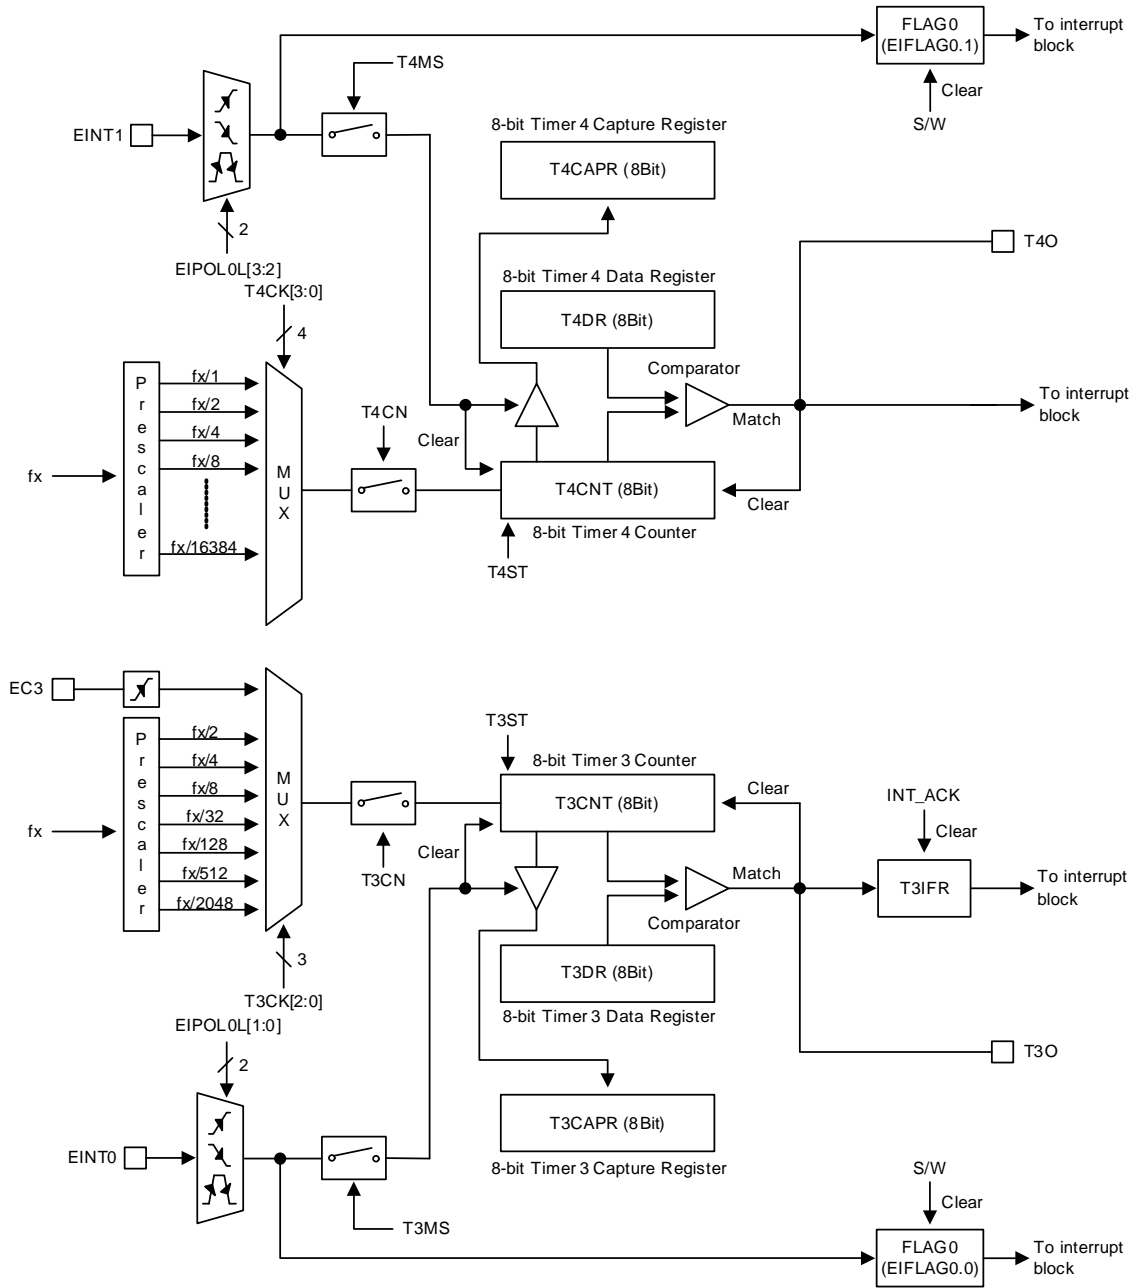 FLAG0
(EIFLAG0.1)
To interrupt
block
Clear
S/W
T4MS
EINT1
2
EIPOL0L[3:2]
8-bit Timer 4 Capture Register
T4CAPR (8Bit)
T4O
8-bit Timer 4 Data Register
T4DR (8Bit)
T4CK[3:0]
4
Prescaler
fx/1
fx/2
fx/4
fx/8
fx/16384
fx
MUX
T4CN
Clear
Comparator
Match
To interrupt
block
T4CNT (8Bit)
Clear
8-bit Timer 4 Counter
T4ST
EC3
Prescaler
fx/2
fx/4
fx/8
fx/32
fx/128
fx/512
fx/2048
fx
MUX
T3ST
8-bit Timer 3 Counter
T3CNT (8Bit)
Clear
INT_ACK
Clear
T3CN
Clear
Match
Comparator
T3IFR
To interrupt
block
3
T3CK[2:0]
T3DR (8Bit)
8-bit Timer 3 Data Register
EIPOL0L[1:0]
2
T3O
T3CAPR (8Bit)
8-bit Timer 3 Capture Register
EINT0
T3MS
S/W
Clear
FLAG0
(EIFLAG0.0)
To interrupt
block